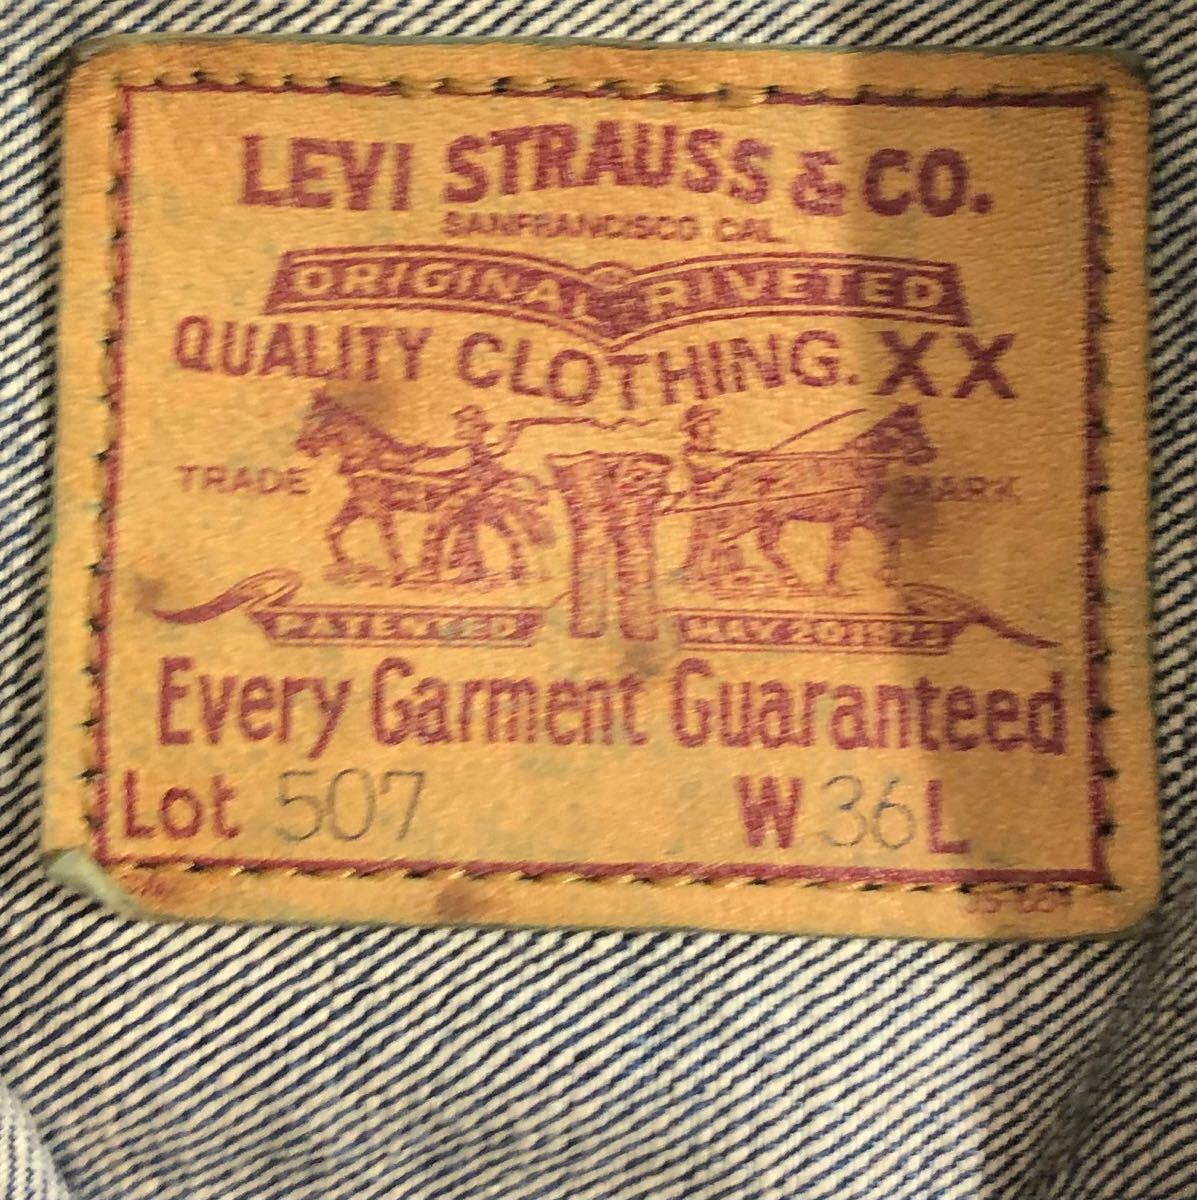 LEVI STRAUSS & CO.
SANFRANCISCO CAL.
ORIGINAL RIVETED
QUALITY CLOTHING. XX
TRADE MARK
PATENTED MAY 20 1873
Every Garment Guaranteed
Lot 507 W 36 L